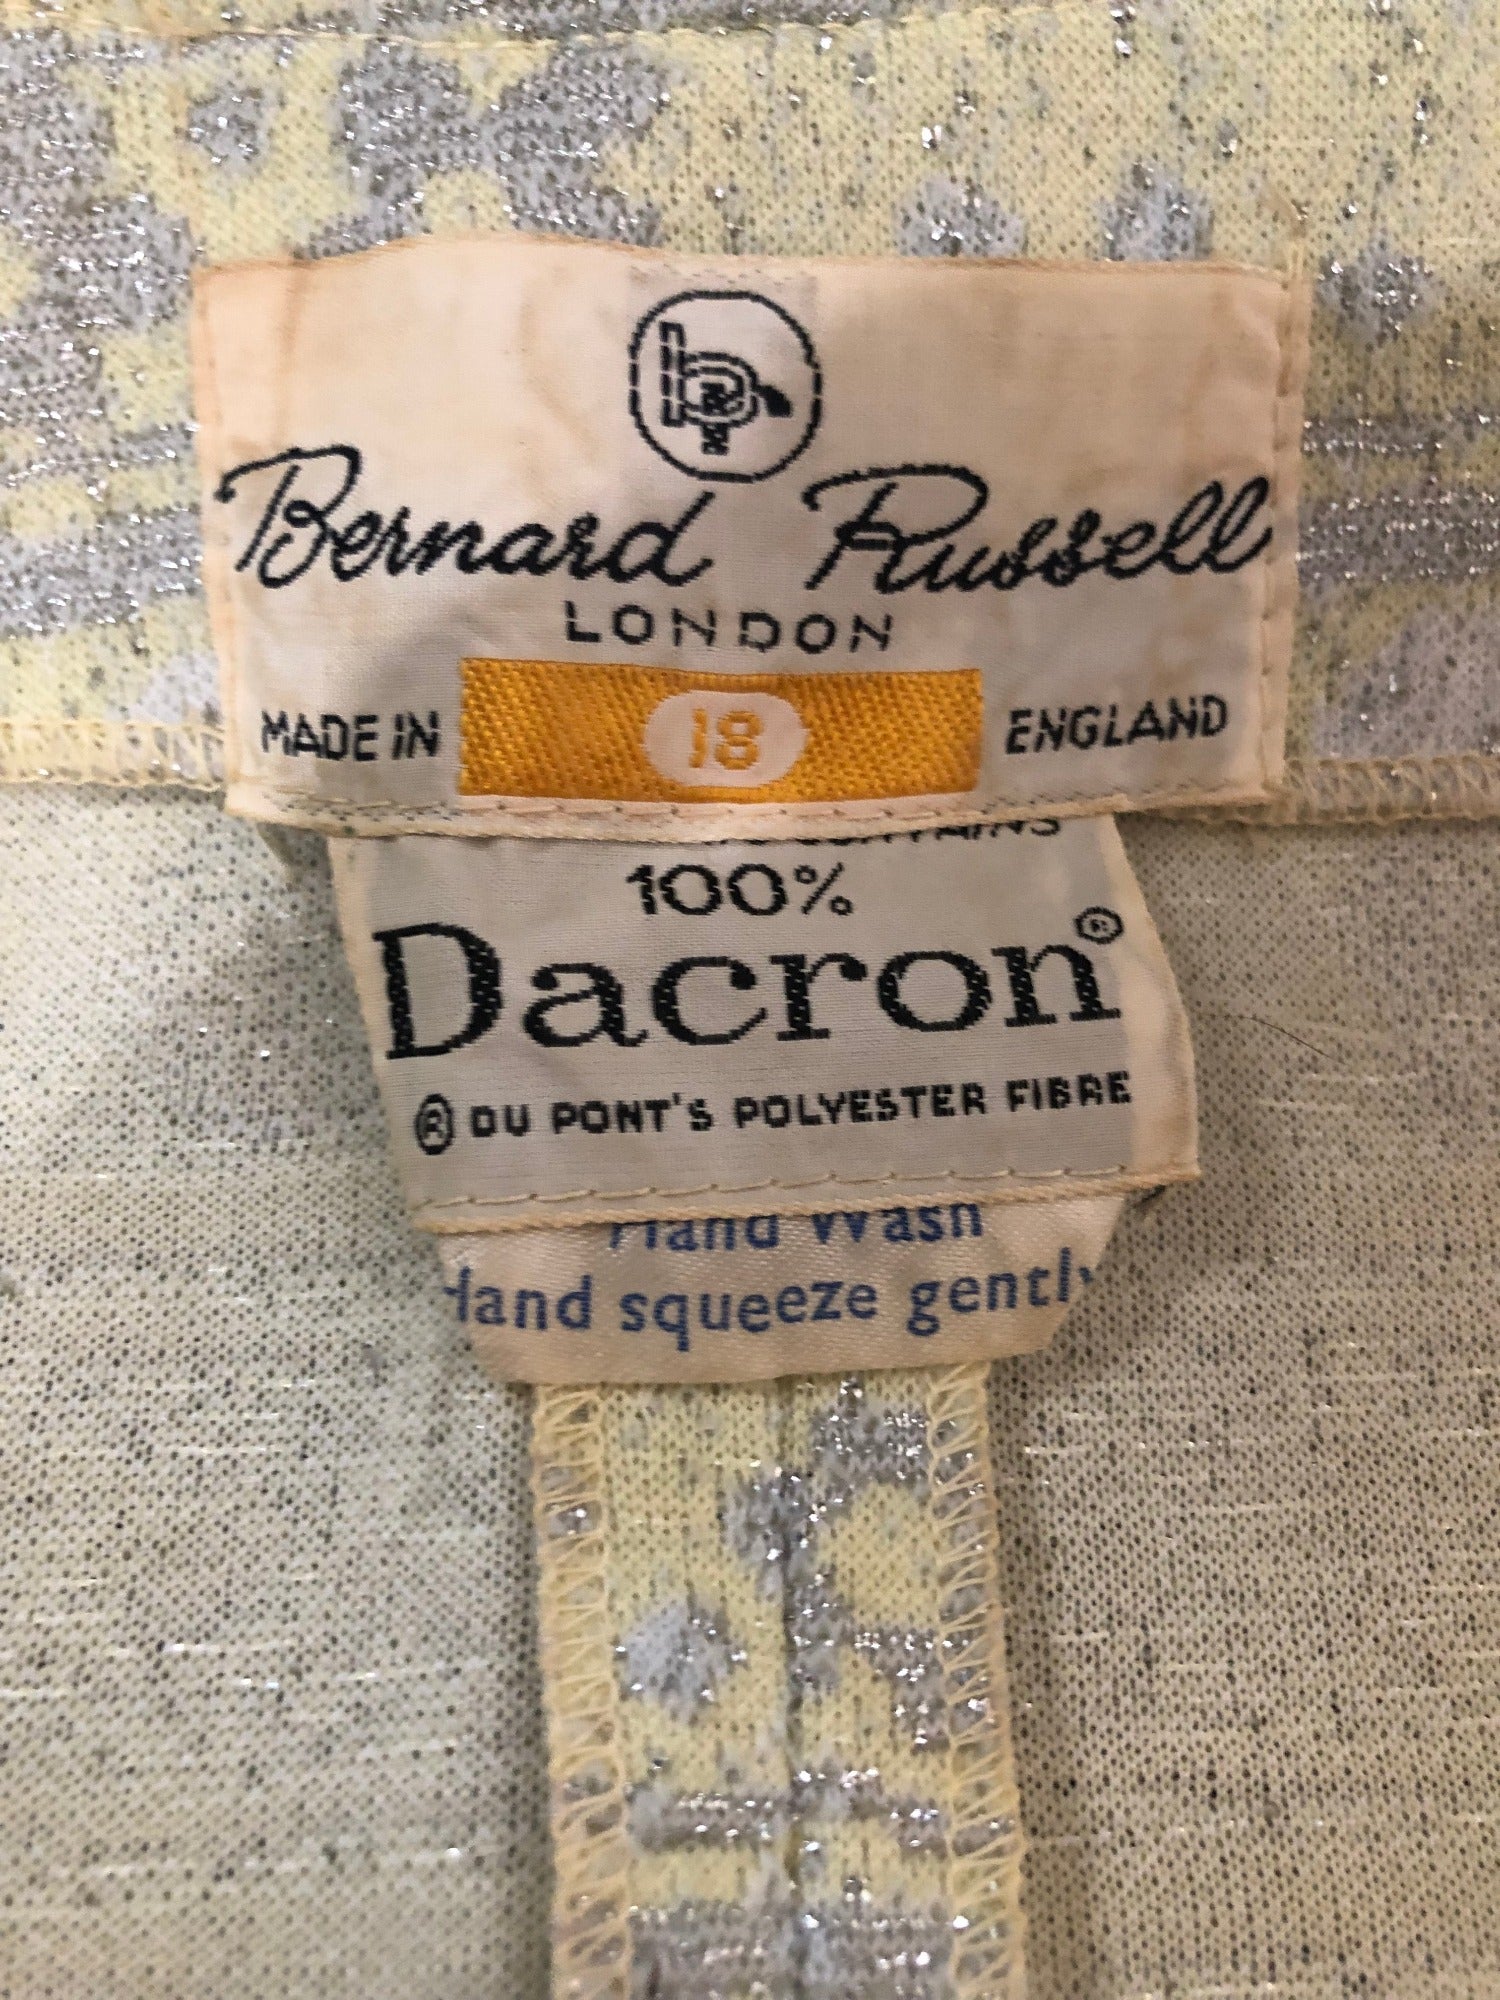 Bernard Russell
LONDON
MADE IN 18 ENGLAND
100%
Dacron®
® DU PONT'S POLYESTER FIBRE
Hand Wash
Hand squeeze gently